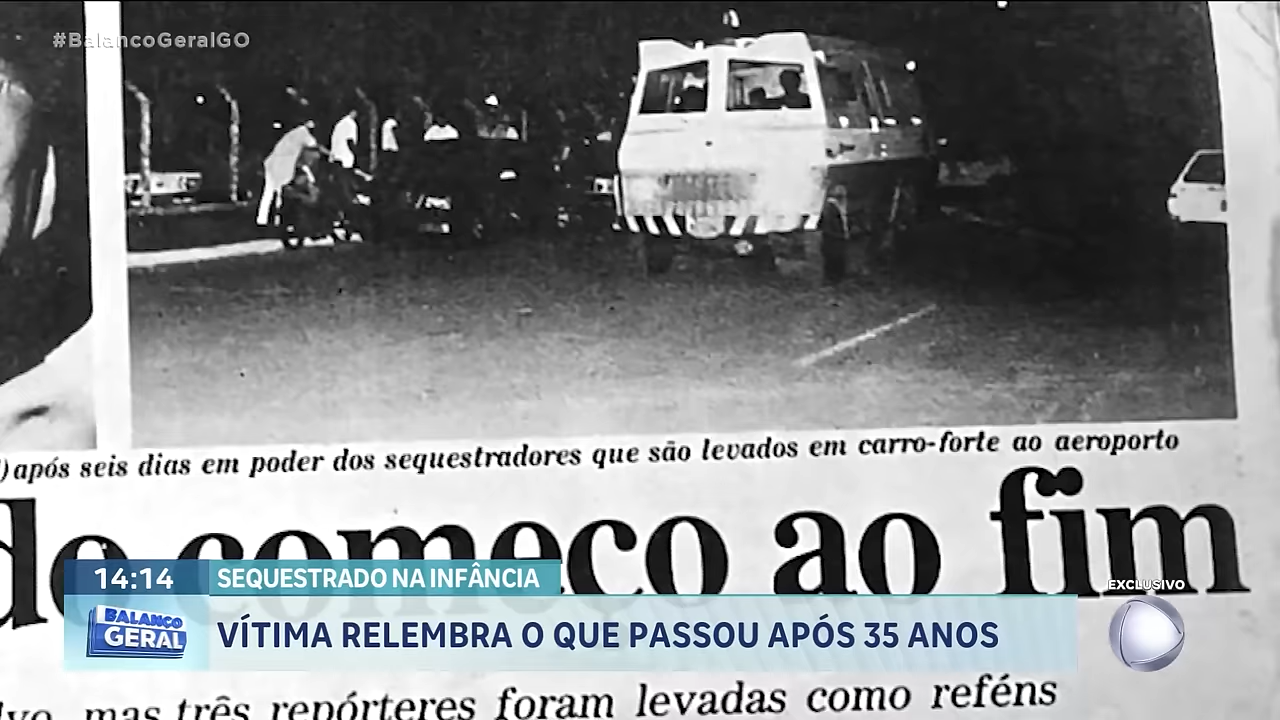 #BalancoGeralGO
) após seis dias em poder dos sequestradores que são levados em carro-forte ao aeroporto
do começo ao fim
14:14
SEQUESTRADO NA INFÂNCIA
EXCLUSIVO
BALANÇO
GERAL
VÍTIMA RELEMBRA O QUE PASSOU APÓS 35 ANOS
mas três repórteres foram levadas como reféns